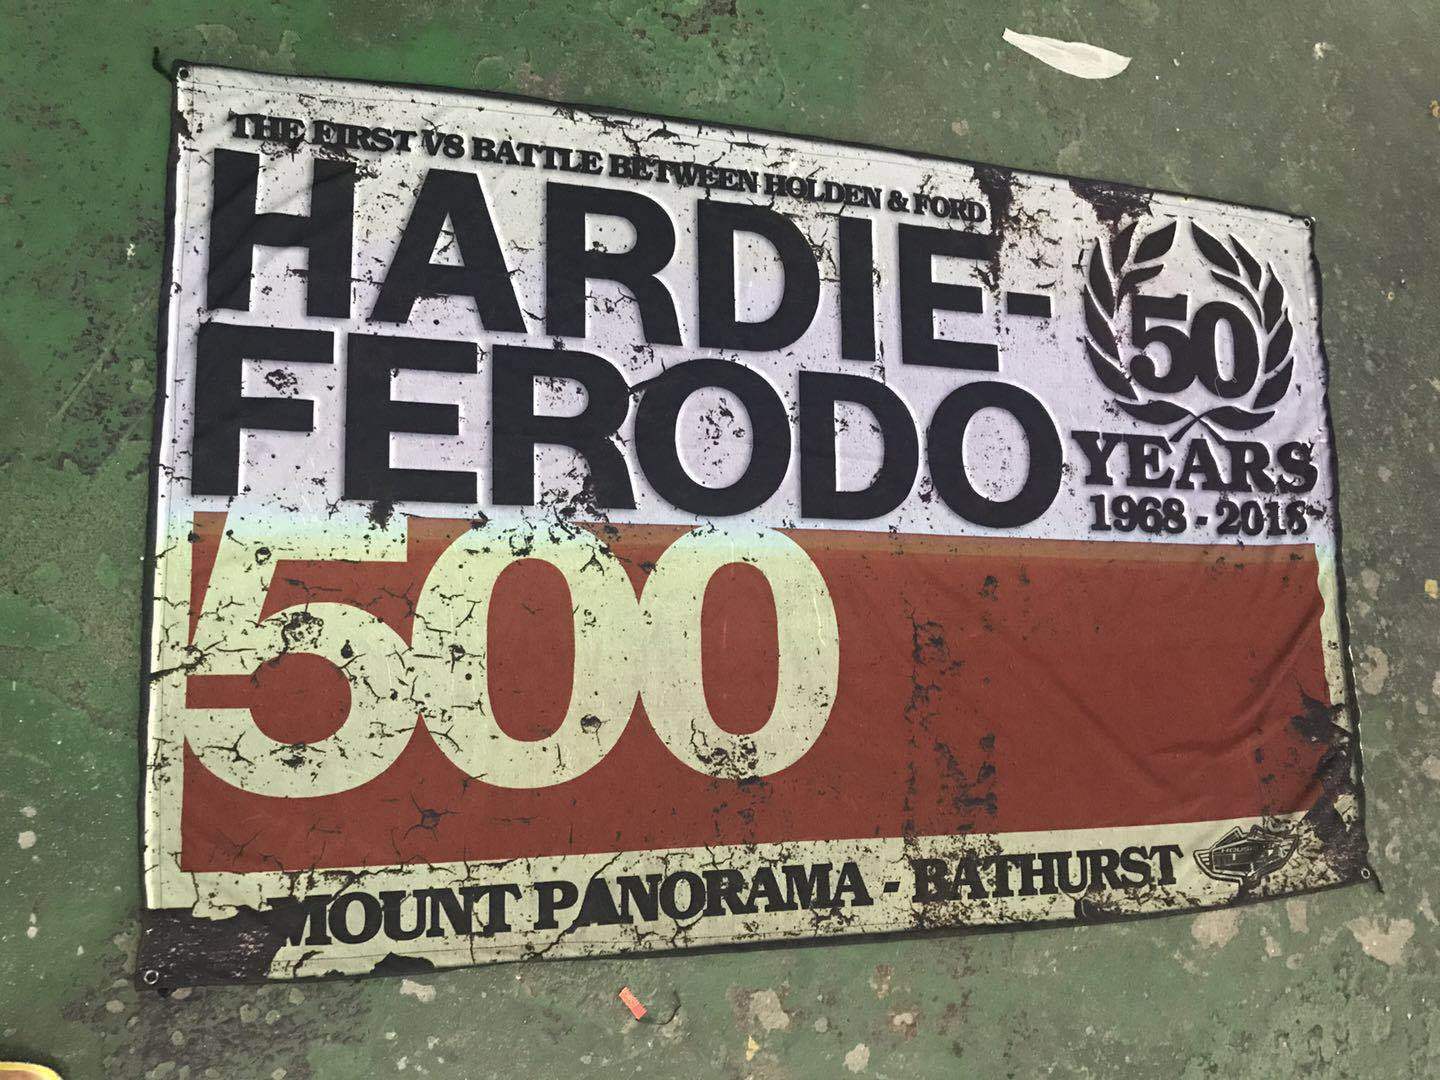 THE FIRST V8 BATTLE BETWEEN HOLDEN & FORD
HARDIE-
FERODO
500
50
YEARS
1968 - 2018
MOUNT PANORAMA - BATHURST